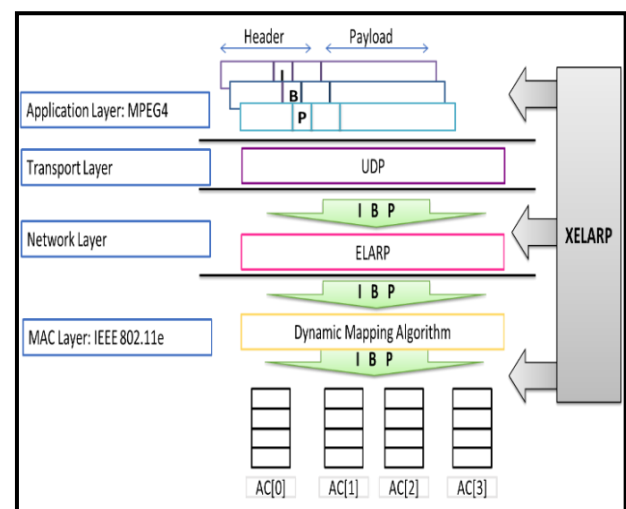 Header
Payload
I
B
P
Application Layer: MPEG4
Transport Layer
UDP
I B P
Network Layer
ELARP
XELARP
I B P
MAC Layer: IEEE 802.11e
Dynamic Mapping Algorithm
I B P
AC[0]
AC[1]
AC[2]
AC[3]